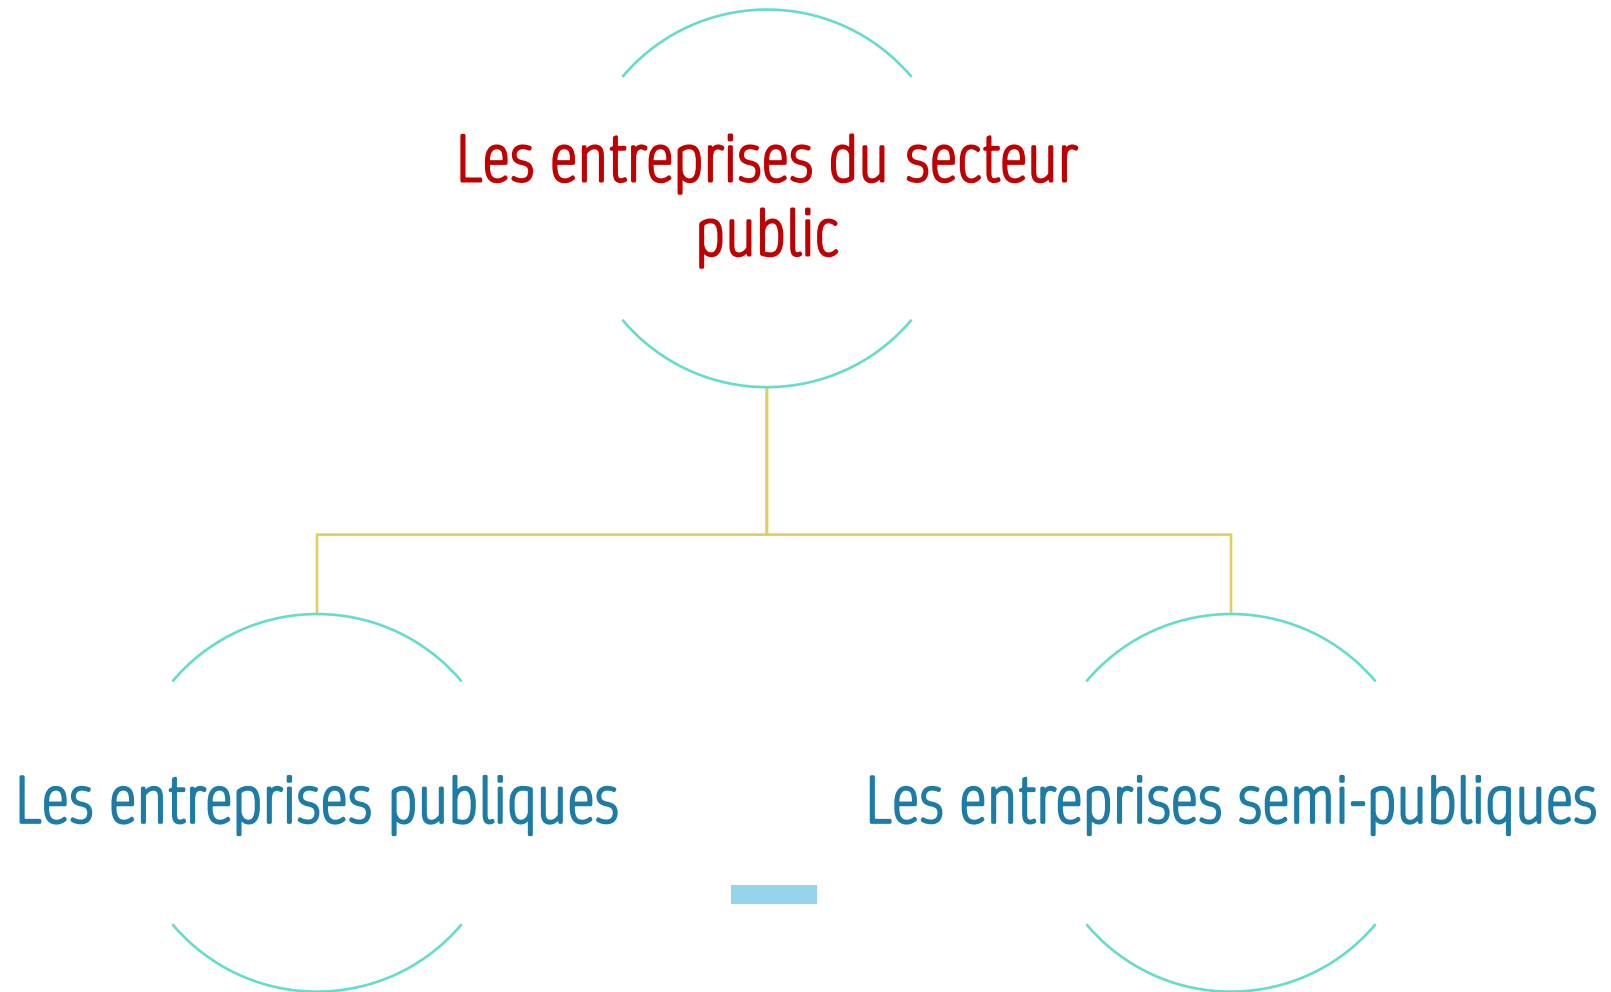 Les entreprises du secteur
public
Les entreprises publiques
Les entreprises semi-publiques